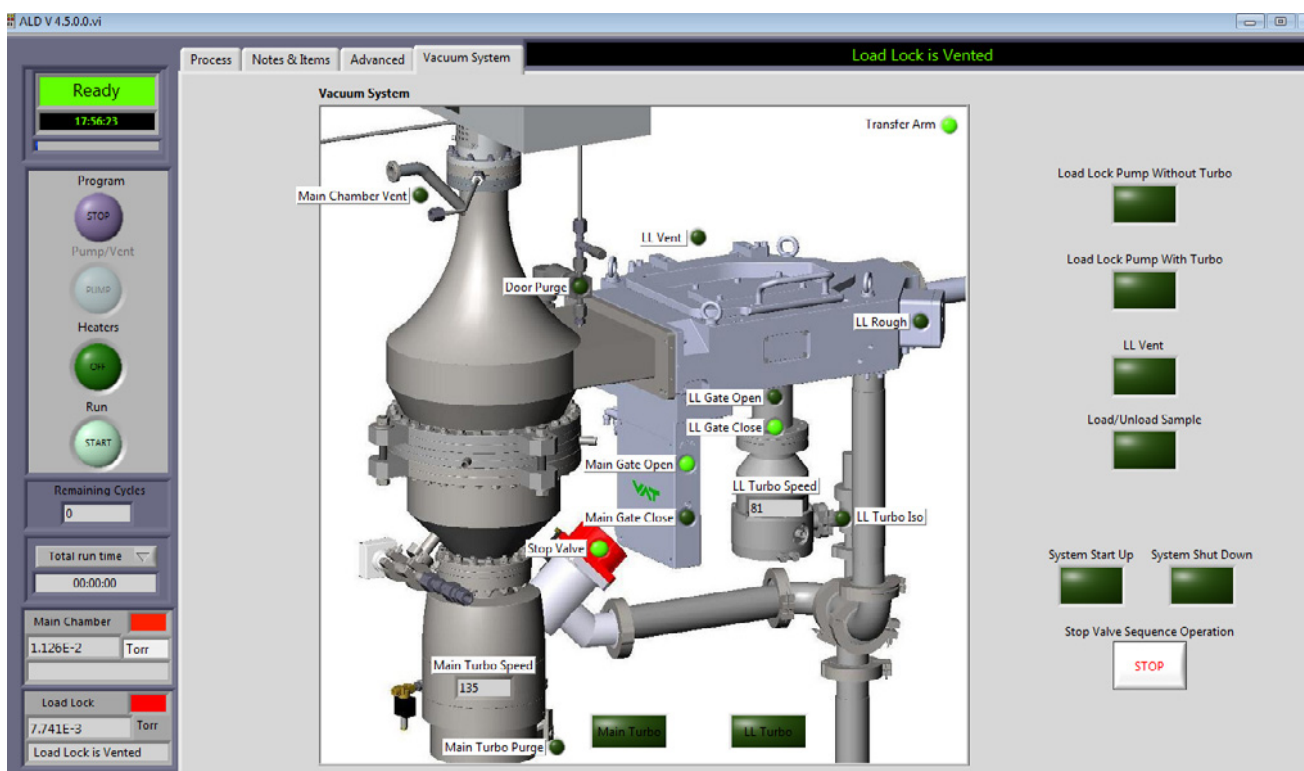 ALD V 4.5.0.0.vi
Process
Notes & Items
Advanced
Vacuum System
Load Lock is Vented
Ready
17:56:23
Program
STOP
Pump/Vent
PUMP
Heaters
OFF
Run
START
Remaining Cycles
0
Total run time
00:00:00
Main Chamber
1.126E-2
Torr
Load Lock
7.741E-3
Torr
Load Lock is Vented
Vacuum System
Transfer Arm
Main Chamber Vent
LL Vent
Door Purge
LL Rough
LL Gate Open
LL Gate Close
Main Gate Open
VAT
LL Turbo Speed
81
Main Gate Close
LL Turbo Iso
Stop Valve
Main Turbo Speed
135
Main Turbo Purge
Main Turbo
LL Turbo
Load Lock Pump Without Turbo
Load Lock Pump With Turbo
LL Vent
Load/Unload Sample
System Start Up
System Shut Down
Stop Valve Sequence Operation
STOP